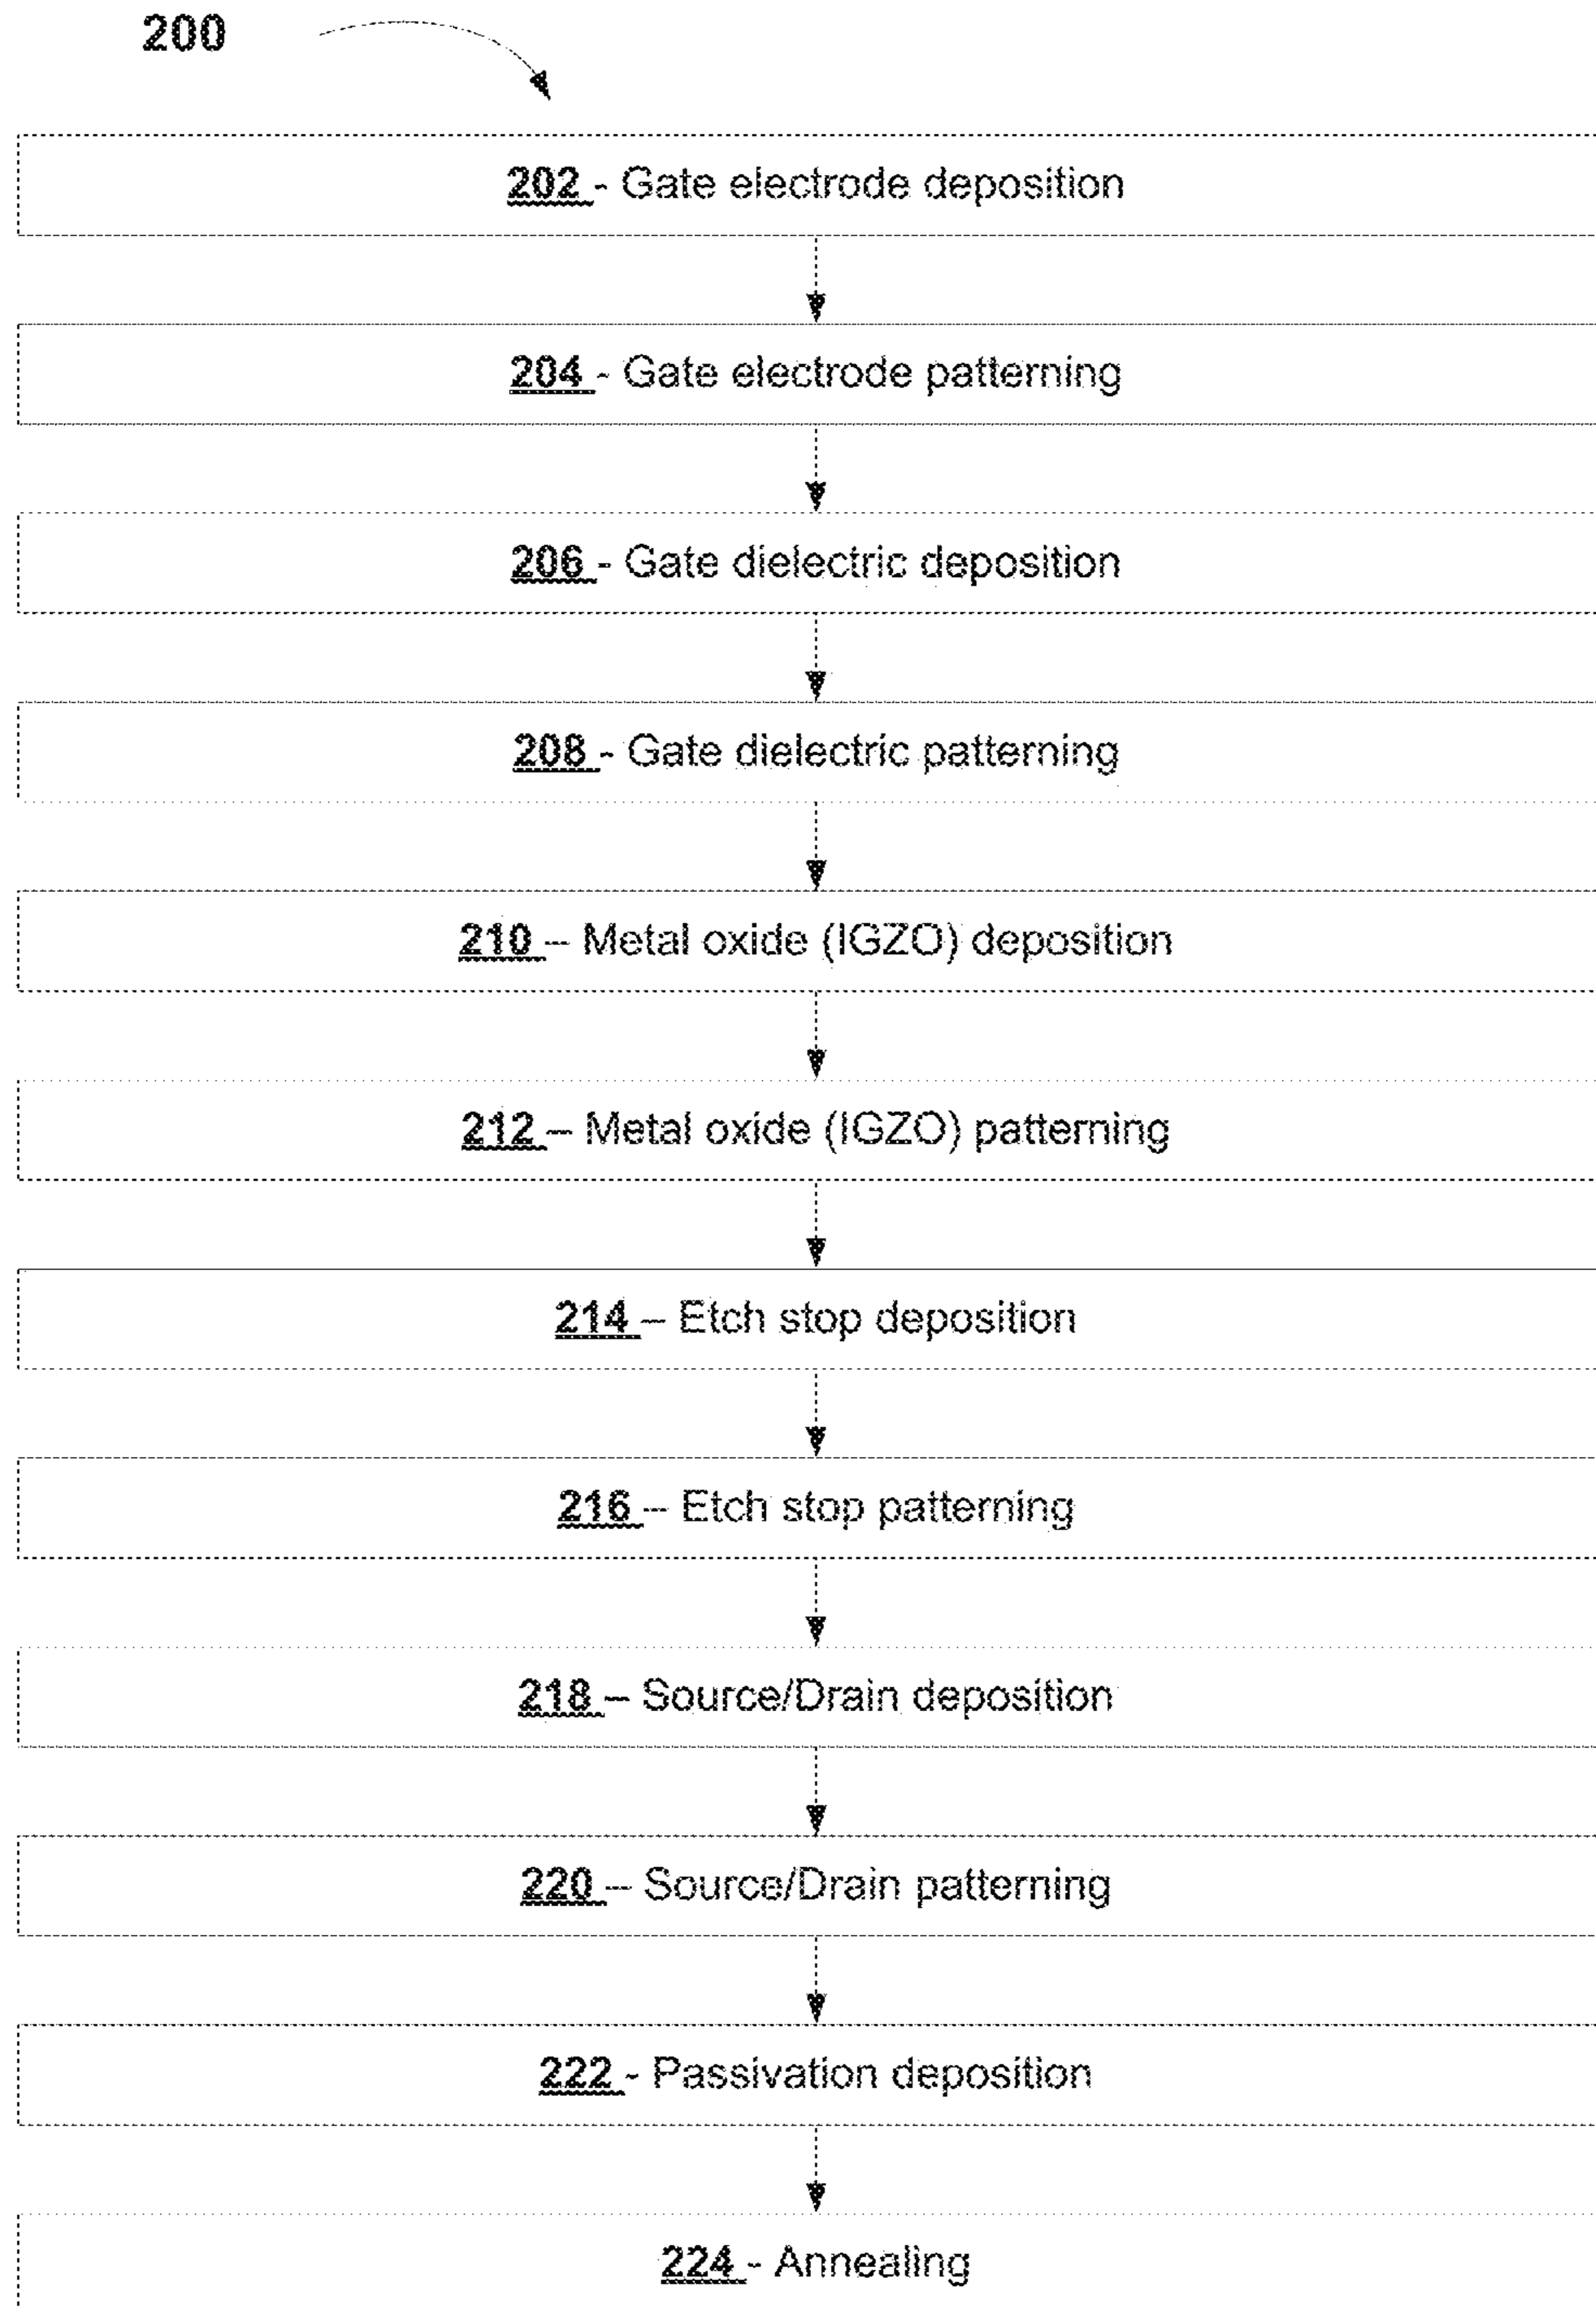 200
202 - Gate electrode deposition
204 - Gate electrode patterning
206 - Gate dielectric deposition
208 - Gate dielectric patterning
210 – Metal oxide (IGZO) deposition
212 – Metal oxide (IGZO) patterning
214 – Etch stop deposition
216 – Etch stop patterning
218 – Source/Drain deposition
220 – Source/Drain patterning
222 - Passivation deposition
224 - Annealing